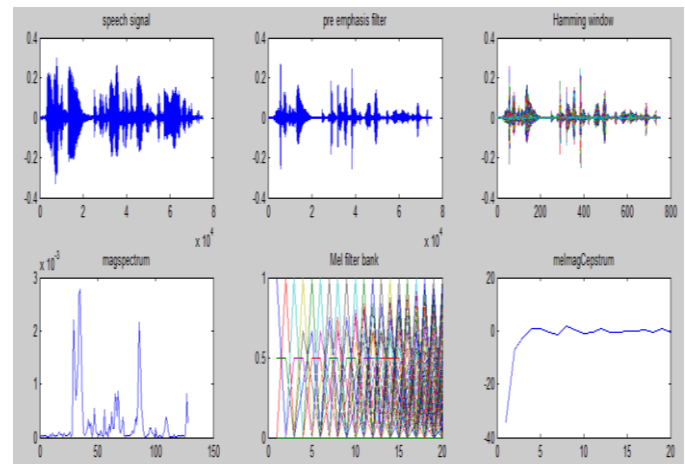 speech signal
pre emphasis filter
Hamming window
0.4
0.2
0
-0.2
-0.4
0 2 4 6 8
x 10^4
0.4
0.2
0
-0.2
-0.4
0 2 4 6 8
x 10^4
0.4
0.2
0
-0.2
-0.4
0 200 400 600 800
magspectrum
Mel filter bank
melmagCepstrum
x 10^-3
3
2
1
0
0 50 100 150
1
0.5
0
0 5 10 15 20
20
0
-20
-40
0 5 10 15 20